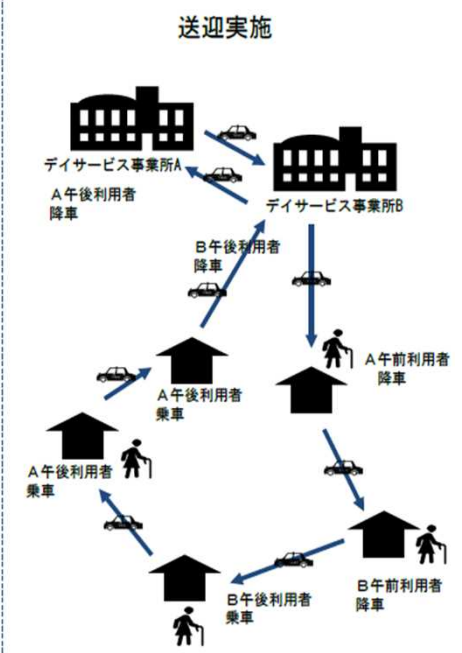 送迎実施
デイサービス事業所A
A午後利用者
降車
デイサービス事業所B
B午後利用者
降車
A午前利用者
降車
A午後利用者
乗車
A午後利用者
乗車
B午前利用者
降車
B午後利用者
乗車